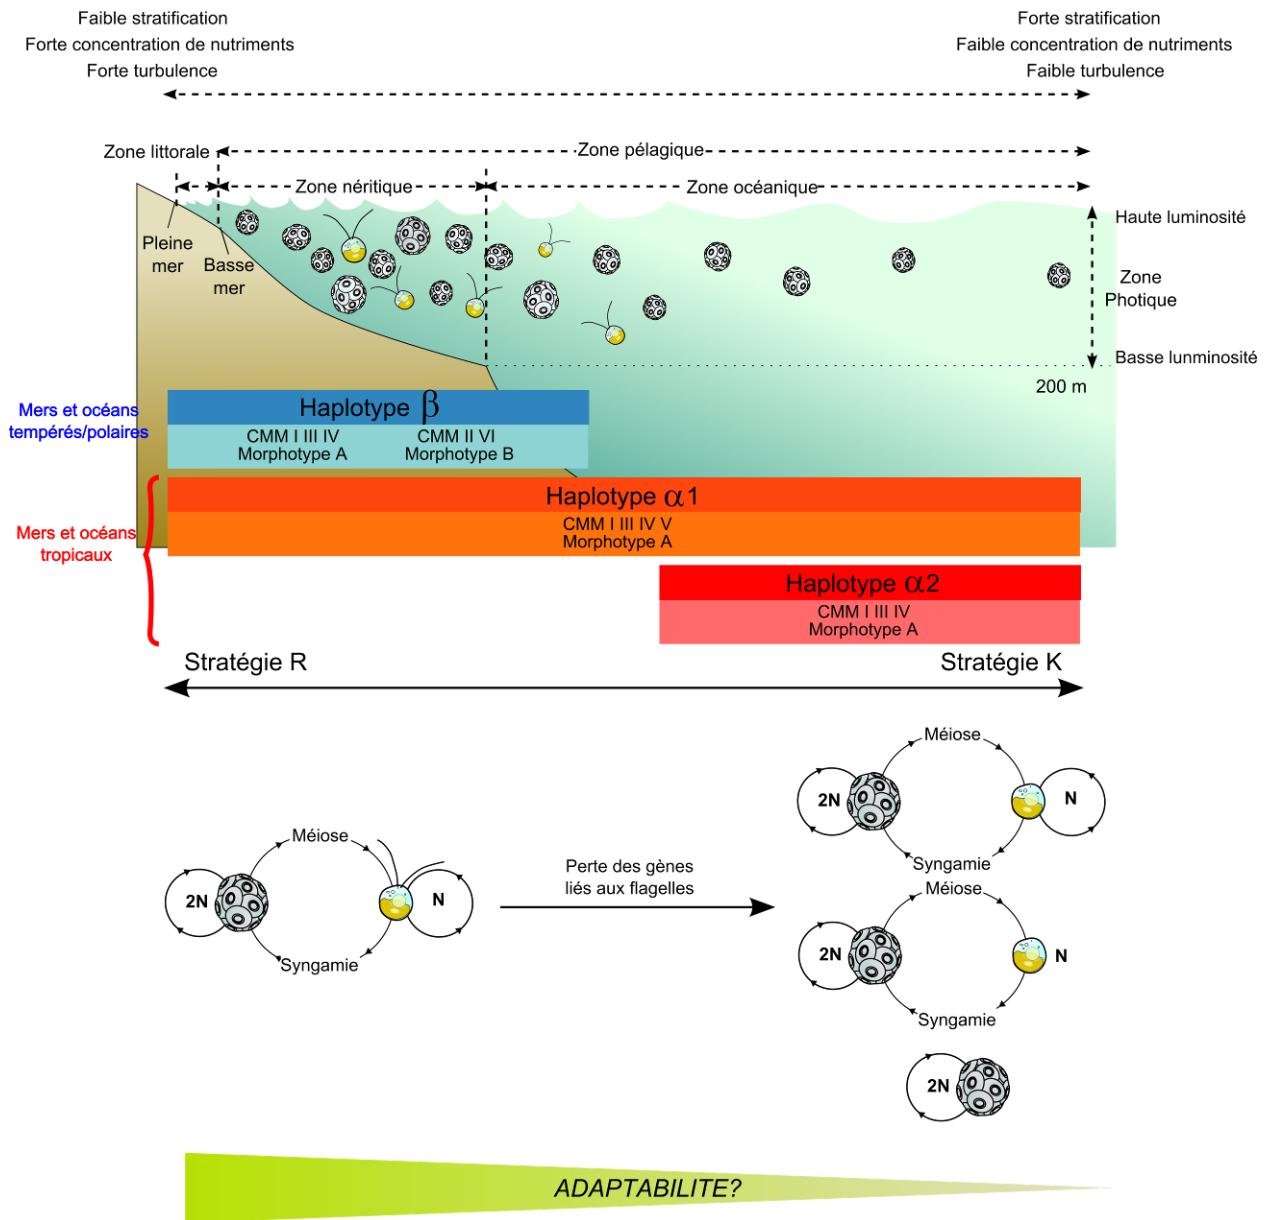 Faible stratification
Forte concentration de nutriments
Forte turbulence
Forte stratification
Faible concentration de nutriments
Faible turbulence
Zone littorale
Zone pélagique
Zone néritique
Zone océanique
Pleine
mer
Basse
mer
Haute luminosité
Zone
Photique
Basse lunminosité
200 m
Mers et océans
tempérés/polaires
Haplotype β
CMM I III IV
Morphotype A
CMM II VI
Morphotype B
Mers et océans
tropicaux
Haplotype α1
CMM I III IV V
Morphotype A
Haplotype α2
CMM I III IV
Morphotype A
Stratégie R
Stratégie K
Méiose
2N
N
Syngamie
Perte des gènes
liés aux flagelles
Méiose
2N
N
Syngamie
Méiose
2N
N
Syngamie
2N
ADAPTABILITE?